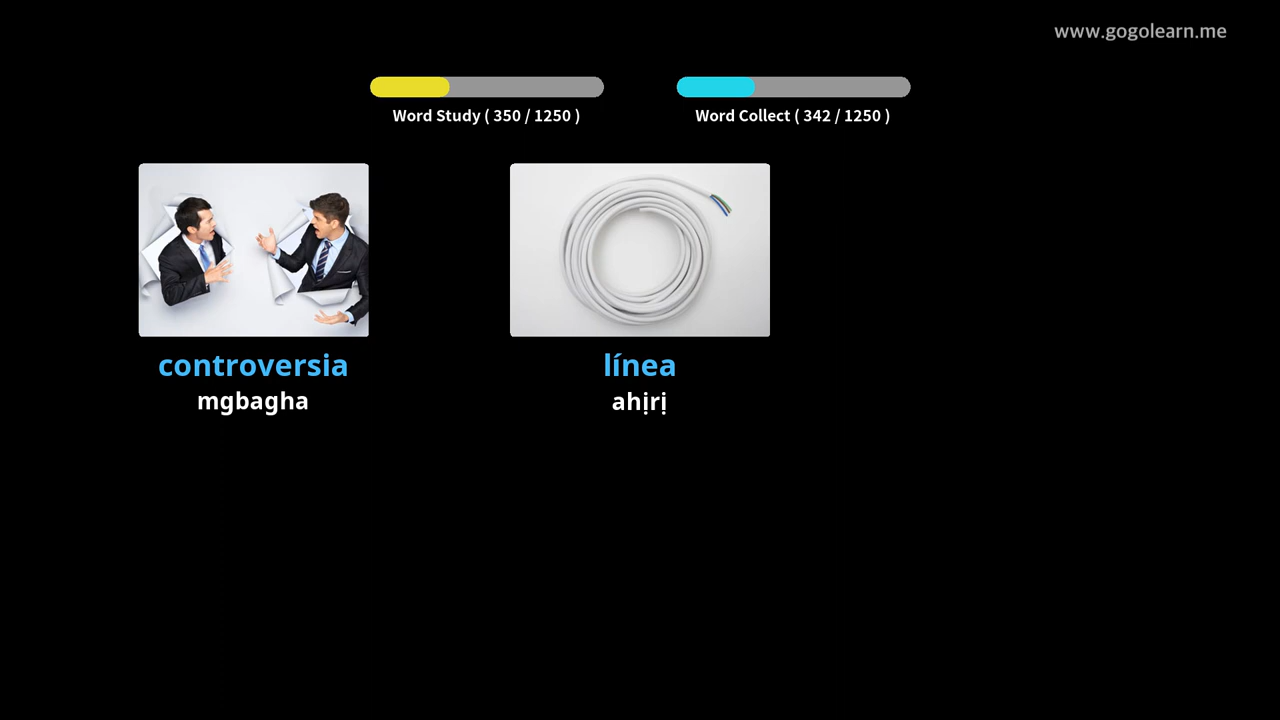 www.gogolearn.me
Word Study ( 350 / 1250 )
Word Collect ( 342 / 1250 )
controversia
mgbagha
línea
ahịrị